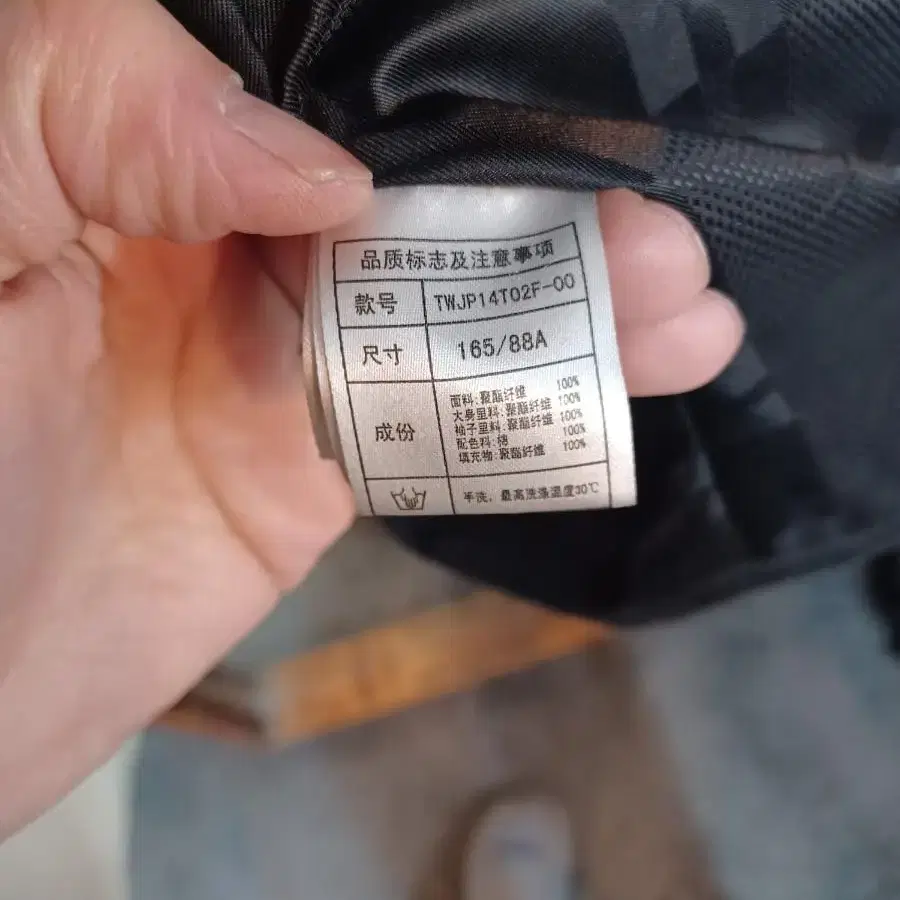 品质标志及注意事项
款号 TWJP14T02F-00
尺寸 165/88A
成份
面料:聚酯纤维 100%
大身里料:聚酯纤维 100%
袖子里料:聚酯纤维 100%
配色料:棉 100%
填充物:聚酯纤维 100%
手洗，最高洗涤温度30℃